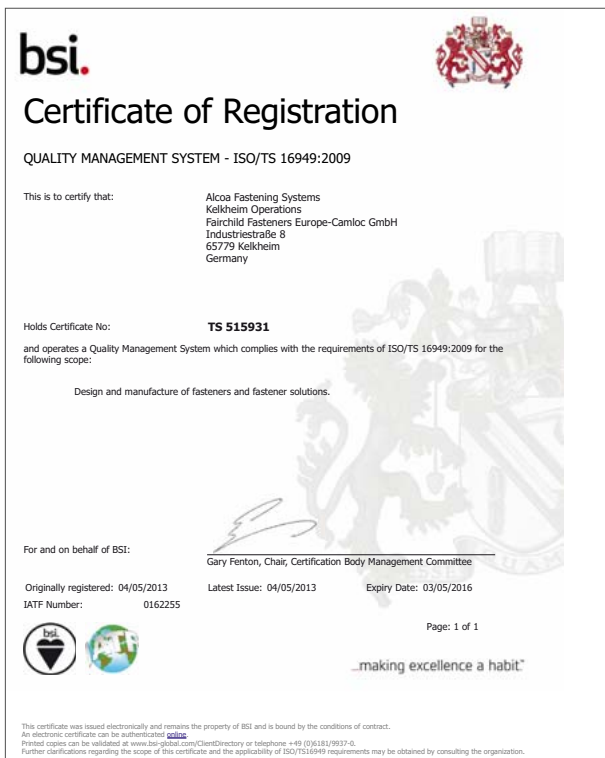 bsi.
Certificate of Registration
QUALITY MANAGEMENT SYSTEM - ISO/TS 16949:2009
This is to certify that:
Alcoa Fastening Systems
Kelkheim Operations
Fairchild Fasteners Europe-Camloc GmbH
Industriestraße 8
65779 Kelkheim
Germany
Holds Certificate No:
TS 515931
and operates a Quality Management System which complies with the requirements of ISO/TS 16949:2009 for the
following scope:
Design and manufacture of fasteners and fastener solutions.
For and on behalf of BSI:
Gary Fenton, Chair, Certification Body Management Committee
Originally registered: 04/05/2013 Latest Issue: 04/05/2013 Expiry Date: 03/05/2016
IATF Number: 0162255
Page: 1 of 1
bsi.
IATF
...making excellence a habit.™
This certificate was issued electronically and remains the property of BSI and is bound by the conditions of contract.
An electronic certificate can be authenticated online.
Printed copies can be validated at www.bsi-global.com/ClientDirectory or telephone +49 (0)6181/9937-0.
Further clarifications regarding the scope of this certificate and the applicability of ISO/TS16949 requirements may be obtained by consulting the organization.